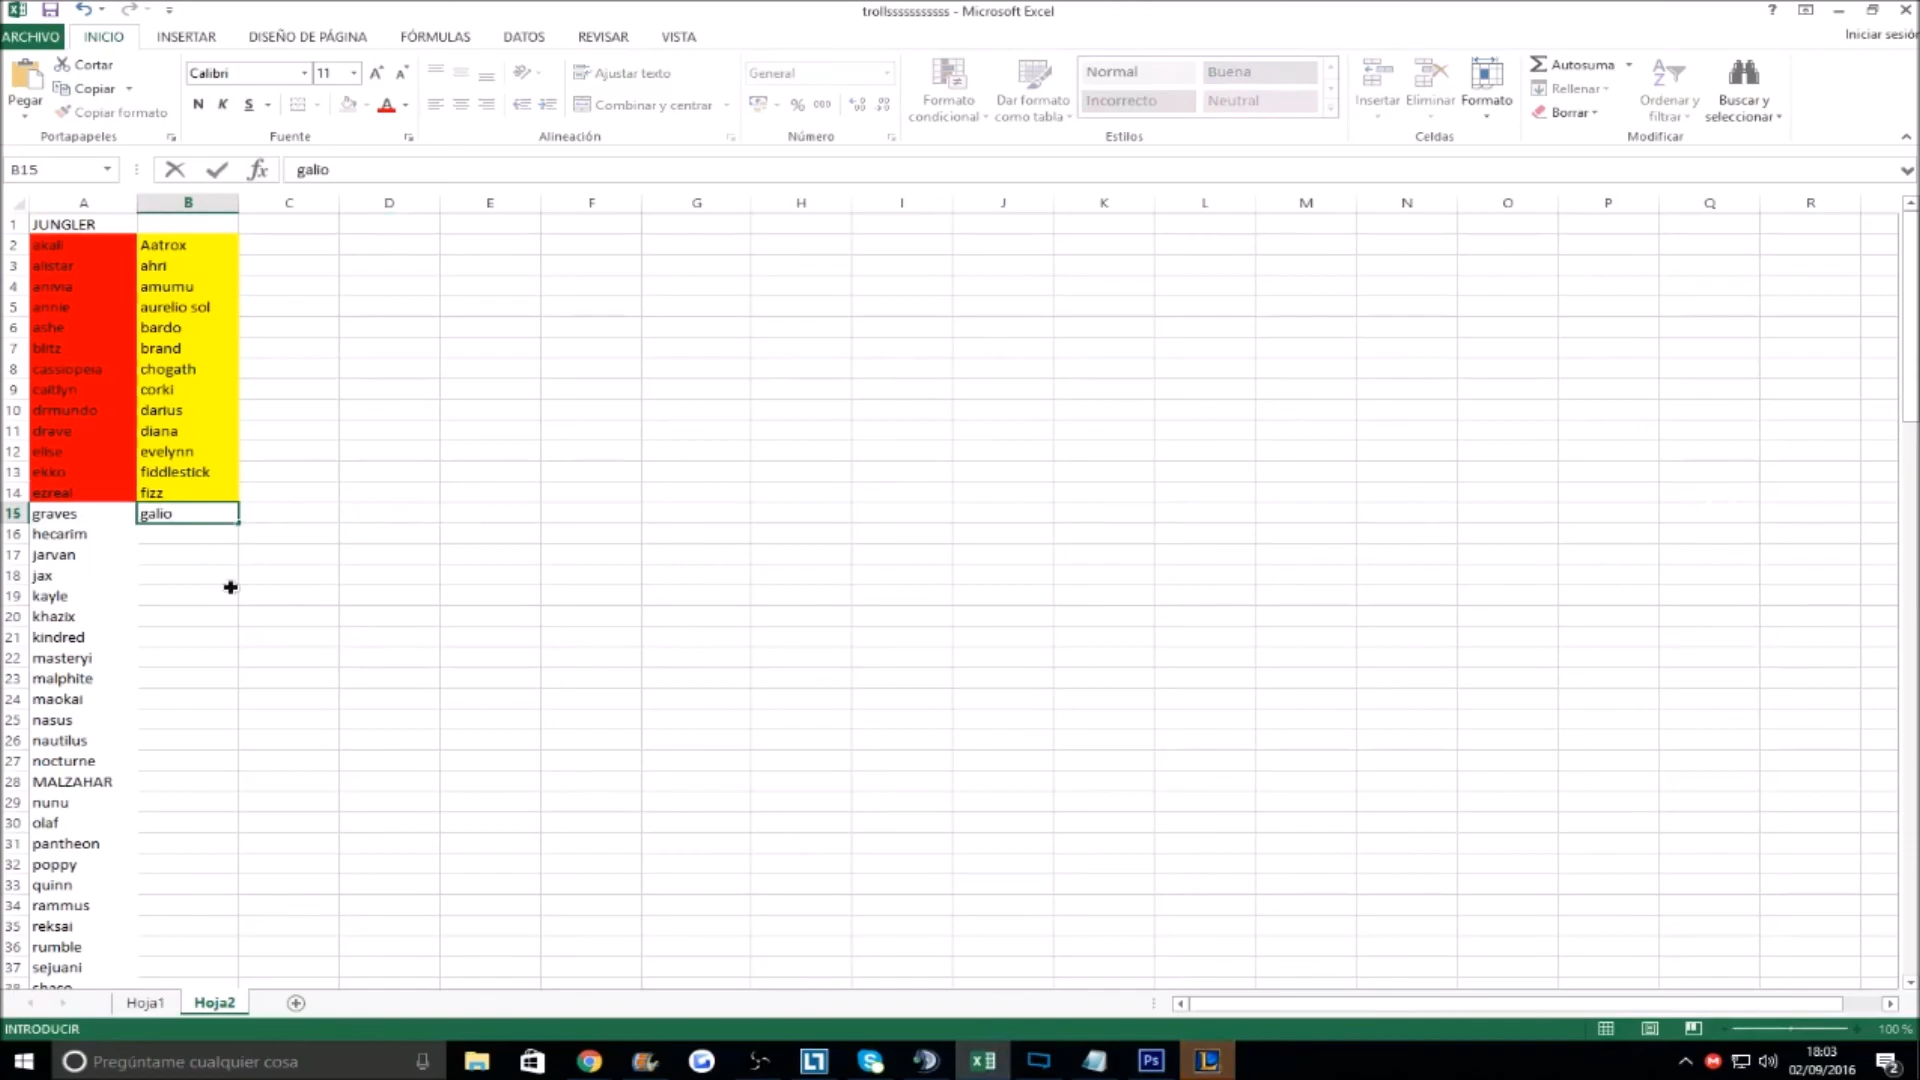 trollsssssssssss - Microsoft Excel
ARCHIVO INICIO INSERTAR DISEÑO DE PÁGINA FÓRMULAS DATOS REVISAR VISTA Iniciar sesión
Cortar
Copiar
Copiar formato
Pegar
Portapapeles
Calibri 11
N K S
Fuente
Ajustar texto
Combinar y centrar
Alineación
General
% 000
Número
Formato condicional
Dar formato como tabla
Normal Buena
Incorrecto Neutral
Estilos
Insertar Eliminar Formato
Celdas
Autosuma
Rellenar
Borrar
Ordenar y filtrar
Buscar y seleccionar
Modificar
B15 fx galio
A B C D E F G H I J K L M N O P Q R
1 JUNGLER
2 akali Aatrox
3 alistar ahri
4 anivia amumu
5 annie aurelio sol
6 ashe bardo
7 blitz brand
8 cassiopeia chogath
9 caitlyn corki
10 drmundo darius
11 drave diana
12 elise evelynn
13 ekko fiddlestick
14 ezreal fizz
15 graves galio
16 hecarim
17 jarvan
18 jax
19 kayle
20 khazix
21 kindred
22 masteryi
23 malphite
24 maokai
25 nasus
26 nautilus
27 nocturne
28 MALZAHAR
29 nunu
30 olaf
31 pantheon
32 poppy
33 quinn
34 rammus
35 reksai
36 rumble
37 sejuani
38 shaco
Hoja1 Hoja2
INTRODUCIR 100 %
Pregúntame cualquier cosa
18:03
02/09/2016
2